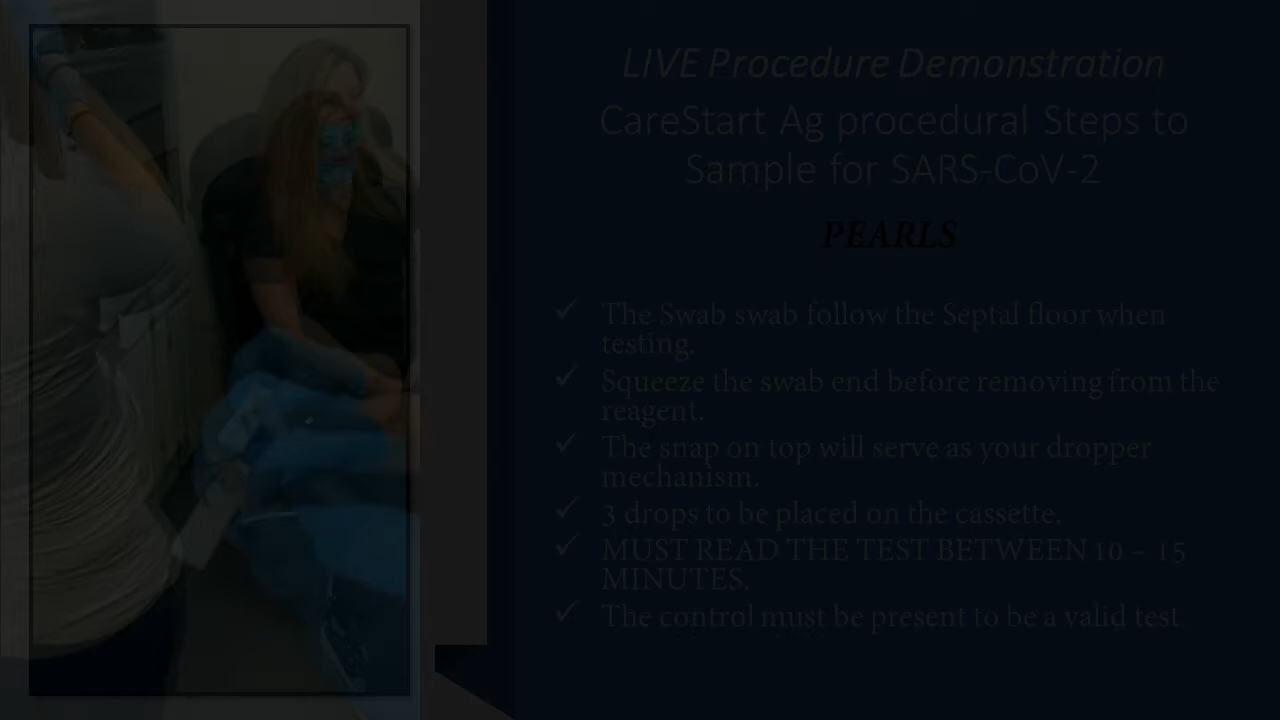 LIVE Procedure Demonstration
CareStart Ag procedural Steps to
Sample for SARS-CoV-2
PEARLS
✓ The Swab swab follow the Septal floor when
testing.
✓ Squeeze the swab end before removing from the
reagent.
✓ The snap on top will serve as your dropper
mechanism.
✓ 3 drops to be placed on the cassette.
✓ MUST READ THE TEST BETWEEN 10 – 15
MINUTES.
✓ The control must be present to be a valid test